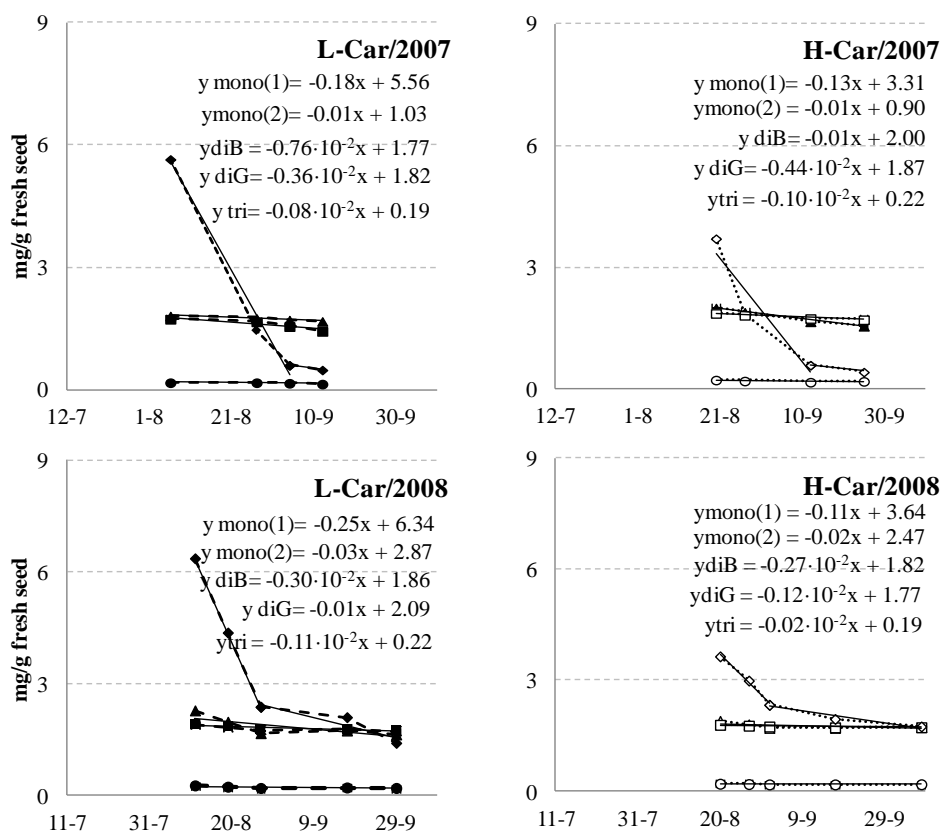 9
L-Car/2007
y mono(1)= -0.18x + 5.56
ymono(2)= -0.01x + 1.03
ydiB = -0.76·10-2x + 1.77
y diG= -0.36·10-2x + 1.82
y tri= -0.08·10-2x + 0.19
6
3
0
mg/g fresh seed
12-7 1-8 21-8 10-9 30-9
9
H-Car/2007
y mono(1)= -0.13x + 3.31
ymono(2) = -0.01x + 0.90
y diB= -0.01x + 2.00
y diG= -0.44·10-2x + 1.87
ytri= -0.10·10-2x + 0.22
6
3
0
12-7 1-8 21-8 10-9 30-9
9
L-Car/2008
y mono(1)= -0.25x + 6.34
y mono(2)= -0.03x + 2.87
y diB= -0.30·10-2x + 1.86
y diG= -0.01x + 2.09
ytri= -0.11·10-2x + 0.22
6
3
0
mg/g fresh seed
11-7 31-7 20-8 9-9 29-9
9
H-Car/2008
ymono(1) = -0.11x + 3.64
ymono(2) = -0.02x + 2.47
ydiB = -0.27·10-2x + 1.82
ydiG = -0.12·10-2x + 1.77
ytri= -0.02·10-2x + 0.19
6
3
0
11-7 31-7 20-8 9-9 29-9